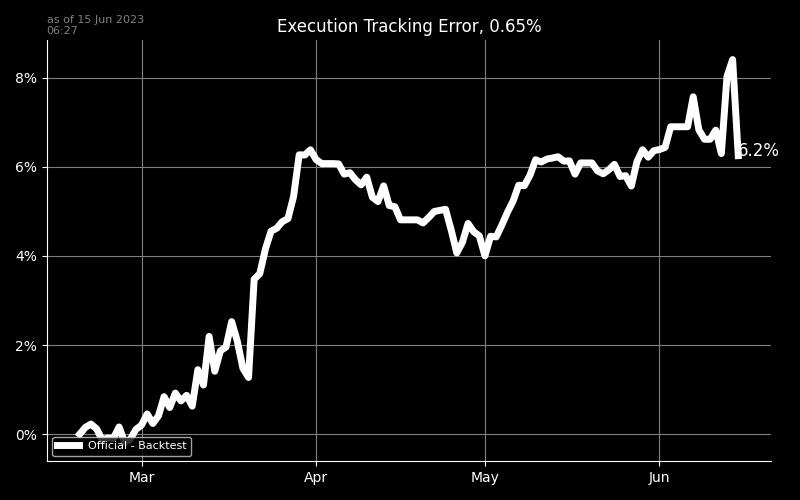 as of 15 Jun 2023
06:27
Execution Tracking Error, 0.65%
8%
6.2%
6%
4%
2%
0%
Official - Backtest
Mar Apr May Jun